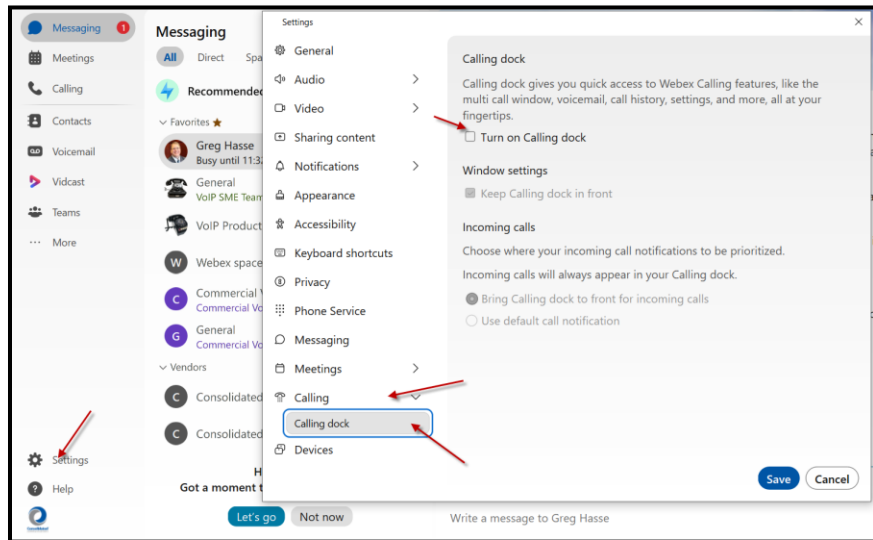 Messaging 1
Meetings
Calling
Contacts
Voicemail
Vidcast
Teams
More
Settings
Help
Messaging
All Direct Spa
Recommended
Favorites
Greg Hasse
Busy until 11:3
General
VoIP SME Team
VoIP Product
W Webex space
C Commercial V
Commercial Vo
G General
Commercial Vo
Vendors
C Consolidated
C Consolidated
H
Got a moment t
Let's go Not now
Settings
General
Audio
Video
Sharing content
Notifications
Appearance
Accessibility
Keyboard shortcuts
Privacy
Phone Service
Messaging
Meetings
Calling
Calling dock
Devices
Calling dock
Calling dock gives you quick access to Webex Calling features, like the
multi call window, voicemail, call history, settings, and more, all at your
fingertips.
Turn on Calling dock
Window settings
Keep Calling dock in front
Incoming calls
Choose where your incoming call notifications to be prioritized.
Incoming calls will always appear in your Calling dock.
Bring Calling dock to front for incoming calls
Use default call notification
Save Cancel
Write a message to Greg Hasse